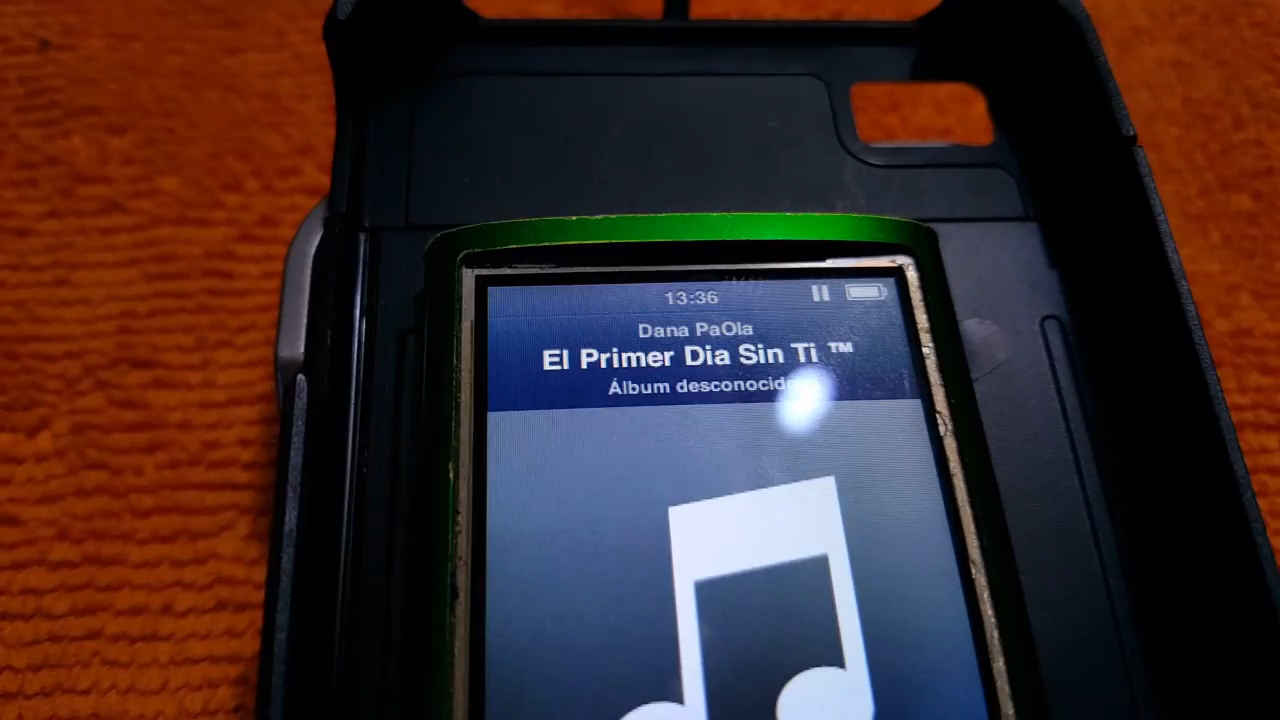 13:36
Dana PaOla
El Primer Dia Sin Ti ™
Álbum desconocido